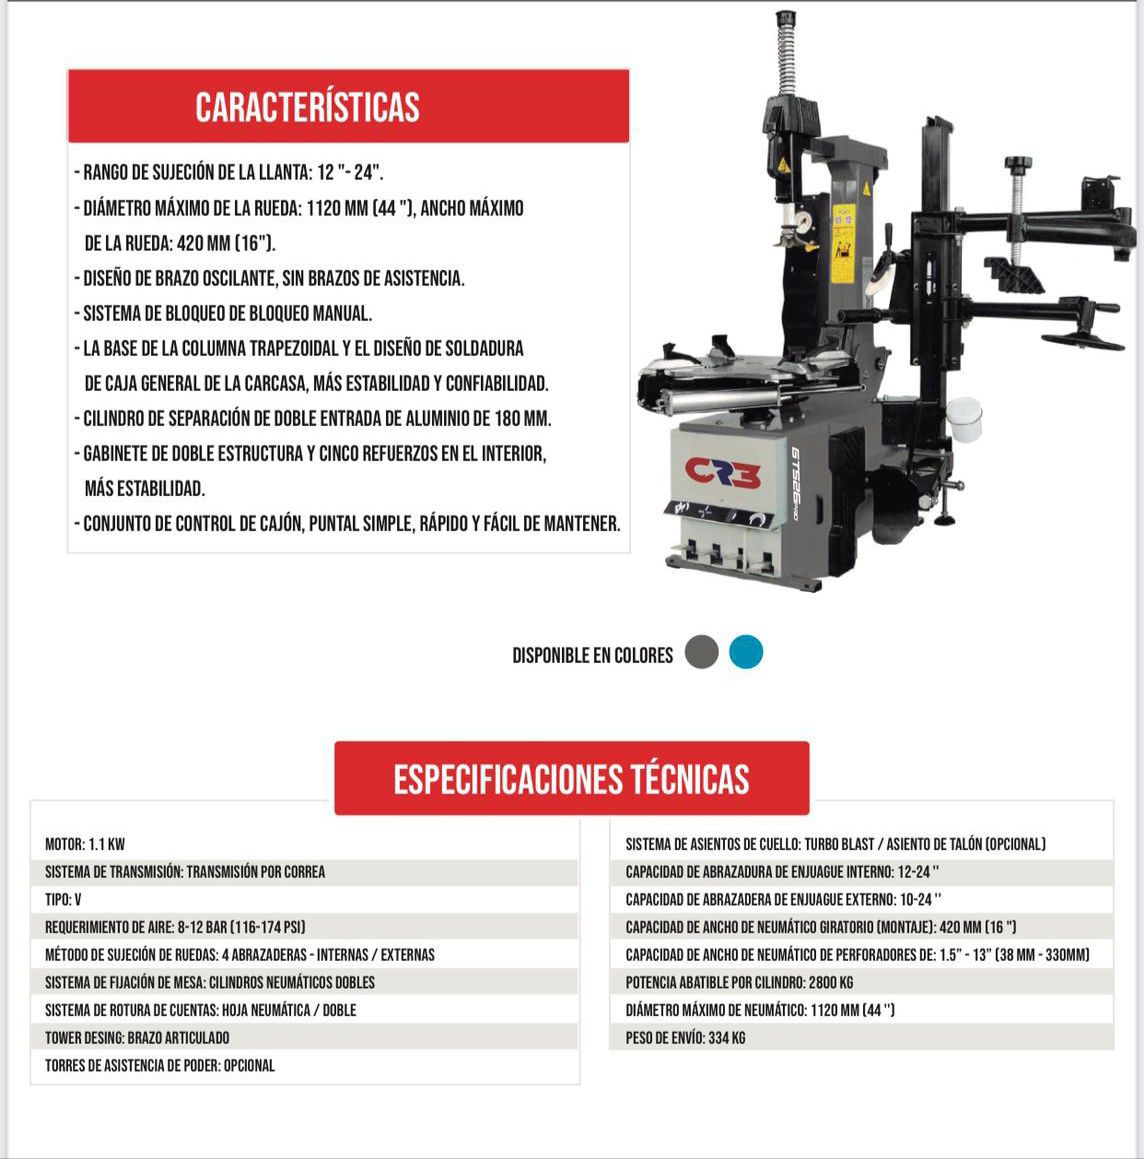 CARACTERÍSTICAS
- RANGO DE SUJECIÓN DE LA LLANTA: 12 "- 24".
- DIÁMETRO MÁXIMO DE LA RUEDA: 1120 MM (44 "), ANCHO MÁXIMO
DE LA RUEDA: 420 MM (16").
- DISEÑO DE BRAZO OSCILANTE, SIN BRAZOS DE ASISTENCIA.
- SISTEMA DE BLOQUEO DE BLOQUEO MANUAL.
- LA BASE DE LA COLUMNA TRAPEZOIDAL Y EL DISEÑO DE SOLDADURA
DE CAJA GENERAL DE LA CARCASA, MÁS ESTABILIDAD Y CONFIABILIDAD.
- CILINDRO DE SEPARACIÓN DE DOBLE ENTRADA DE ALUMINIO DE 180 MM.
- GABINETE DE DOBLE ESTRUCTURA Y CINCO REFUERZOS EN EL INTERIOR,
MÁS ESTABILIDAD.
- CONJUNTO DE CONTROL DE CAJÓN, PUNTAL SIMPLE, RÁPIDO Y FÁCIL DE MANTENER.
CR3
GTS26PRO
DISPONIBLE EN COLORES
ESPECIFICACIONES TÉCNICAS
MOTOR: 1.1 KW
SISTEMA DE TRANSMISIÓN: TRANSMISIÓN POR CORREA
TIPO: V
REQUERIMIENTO DE AIRE: 8-12 BAR (116-174 PSI)
MÉTODO DE SUJECIÓN DE RUEDAS: 4 ABRAZADERAS - INTERNAS / EXTERNAS
SISTEMA DE FIJACIÓN DE MESA: CILINDROS NEUMÁTICOS DOBLES
SISTEMA DE ROTURA DE CUENTAS: HOJA NEUMÁTICA / DOBLE
TOWER DESING: BRAZO ARTICULADO
TORRES DE ASISTENCIA DE PODER: OPCIONAL
SISTEMA DE ASIENTOS DE CUELLO: TURBO BLAST / ASIENTO DE TALÓN (OPCIONAL)
CAPACIDAD DE ABRAZADURA DE ENJUAGUE INTERNO: 12-24 ''
CAPACIDAD DE ABRAZADERA DE ENJUAGUE EXTERNO: 10-24 ''
CAPACIDAD DE ANCHO DE NEUMÁTICO GIRATORIO (MONTAJE): 420 MM (16 ")
CAPACIDAD DE ANCHO DE NEUMÁTICO DE PERFORADORES DE: 1.5” - 13” (38 MM - 330MM)
POTENCIA ABATIBLE POR CILINDRO: 2800 KG
DIÁMETRO MÁXIMO DE NEUMÁTICO: 1120 MM (44 '')
PESO DE ENVÍO: 334 KG